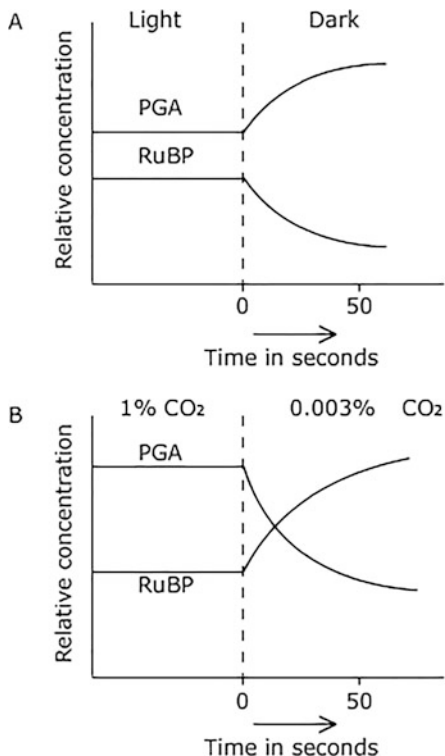 A
Light Dark
Relative concentration
PGA
RuBP
0 50
Time in seconds
B
1% CO₂ 0.003% CO₂
Relative concentration
PGA
RuBP
0 50
Time in seconds